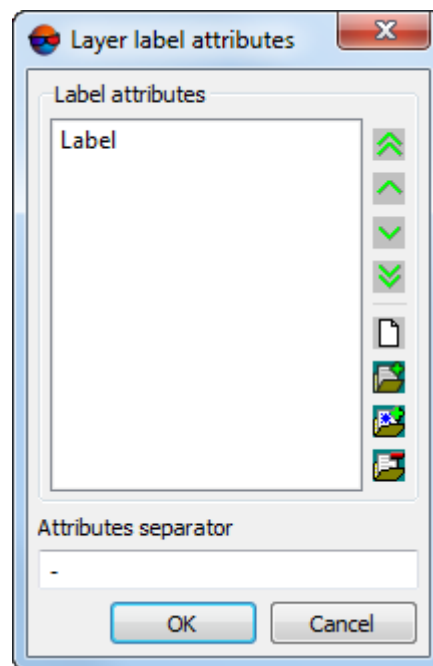 Layer label attributes
Label attributes
Label
Attributes separator
-
OK
Cancel